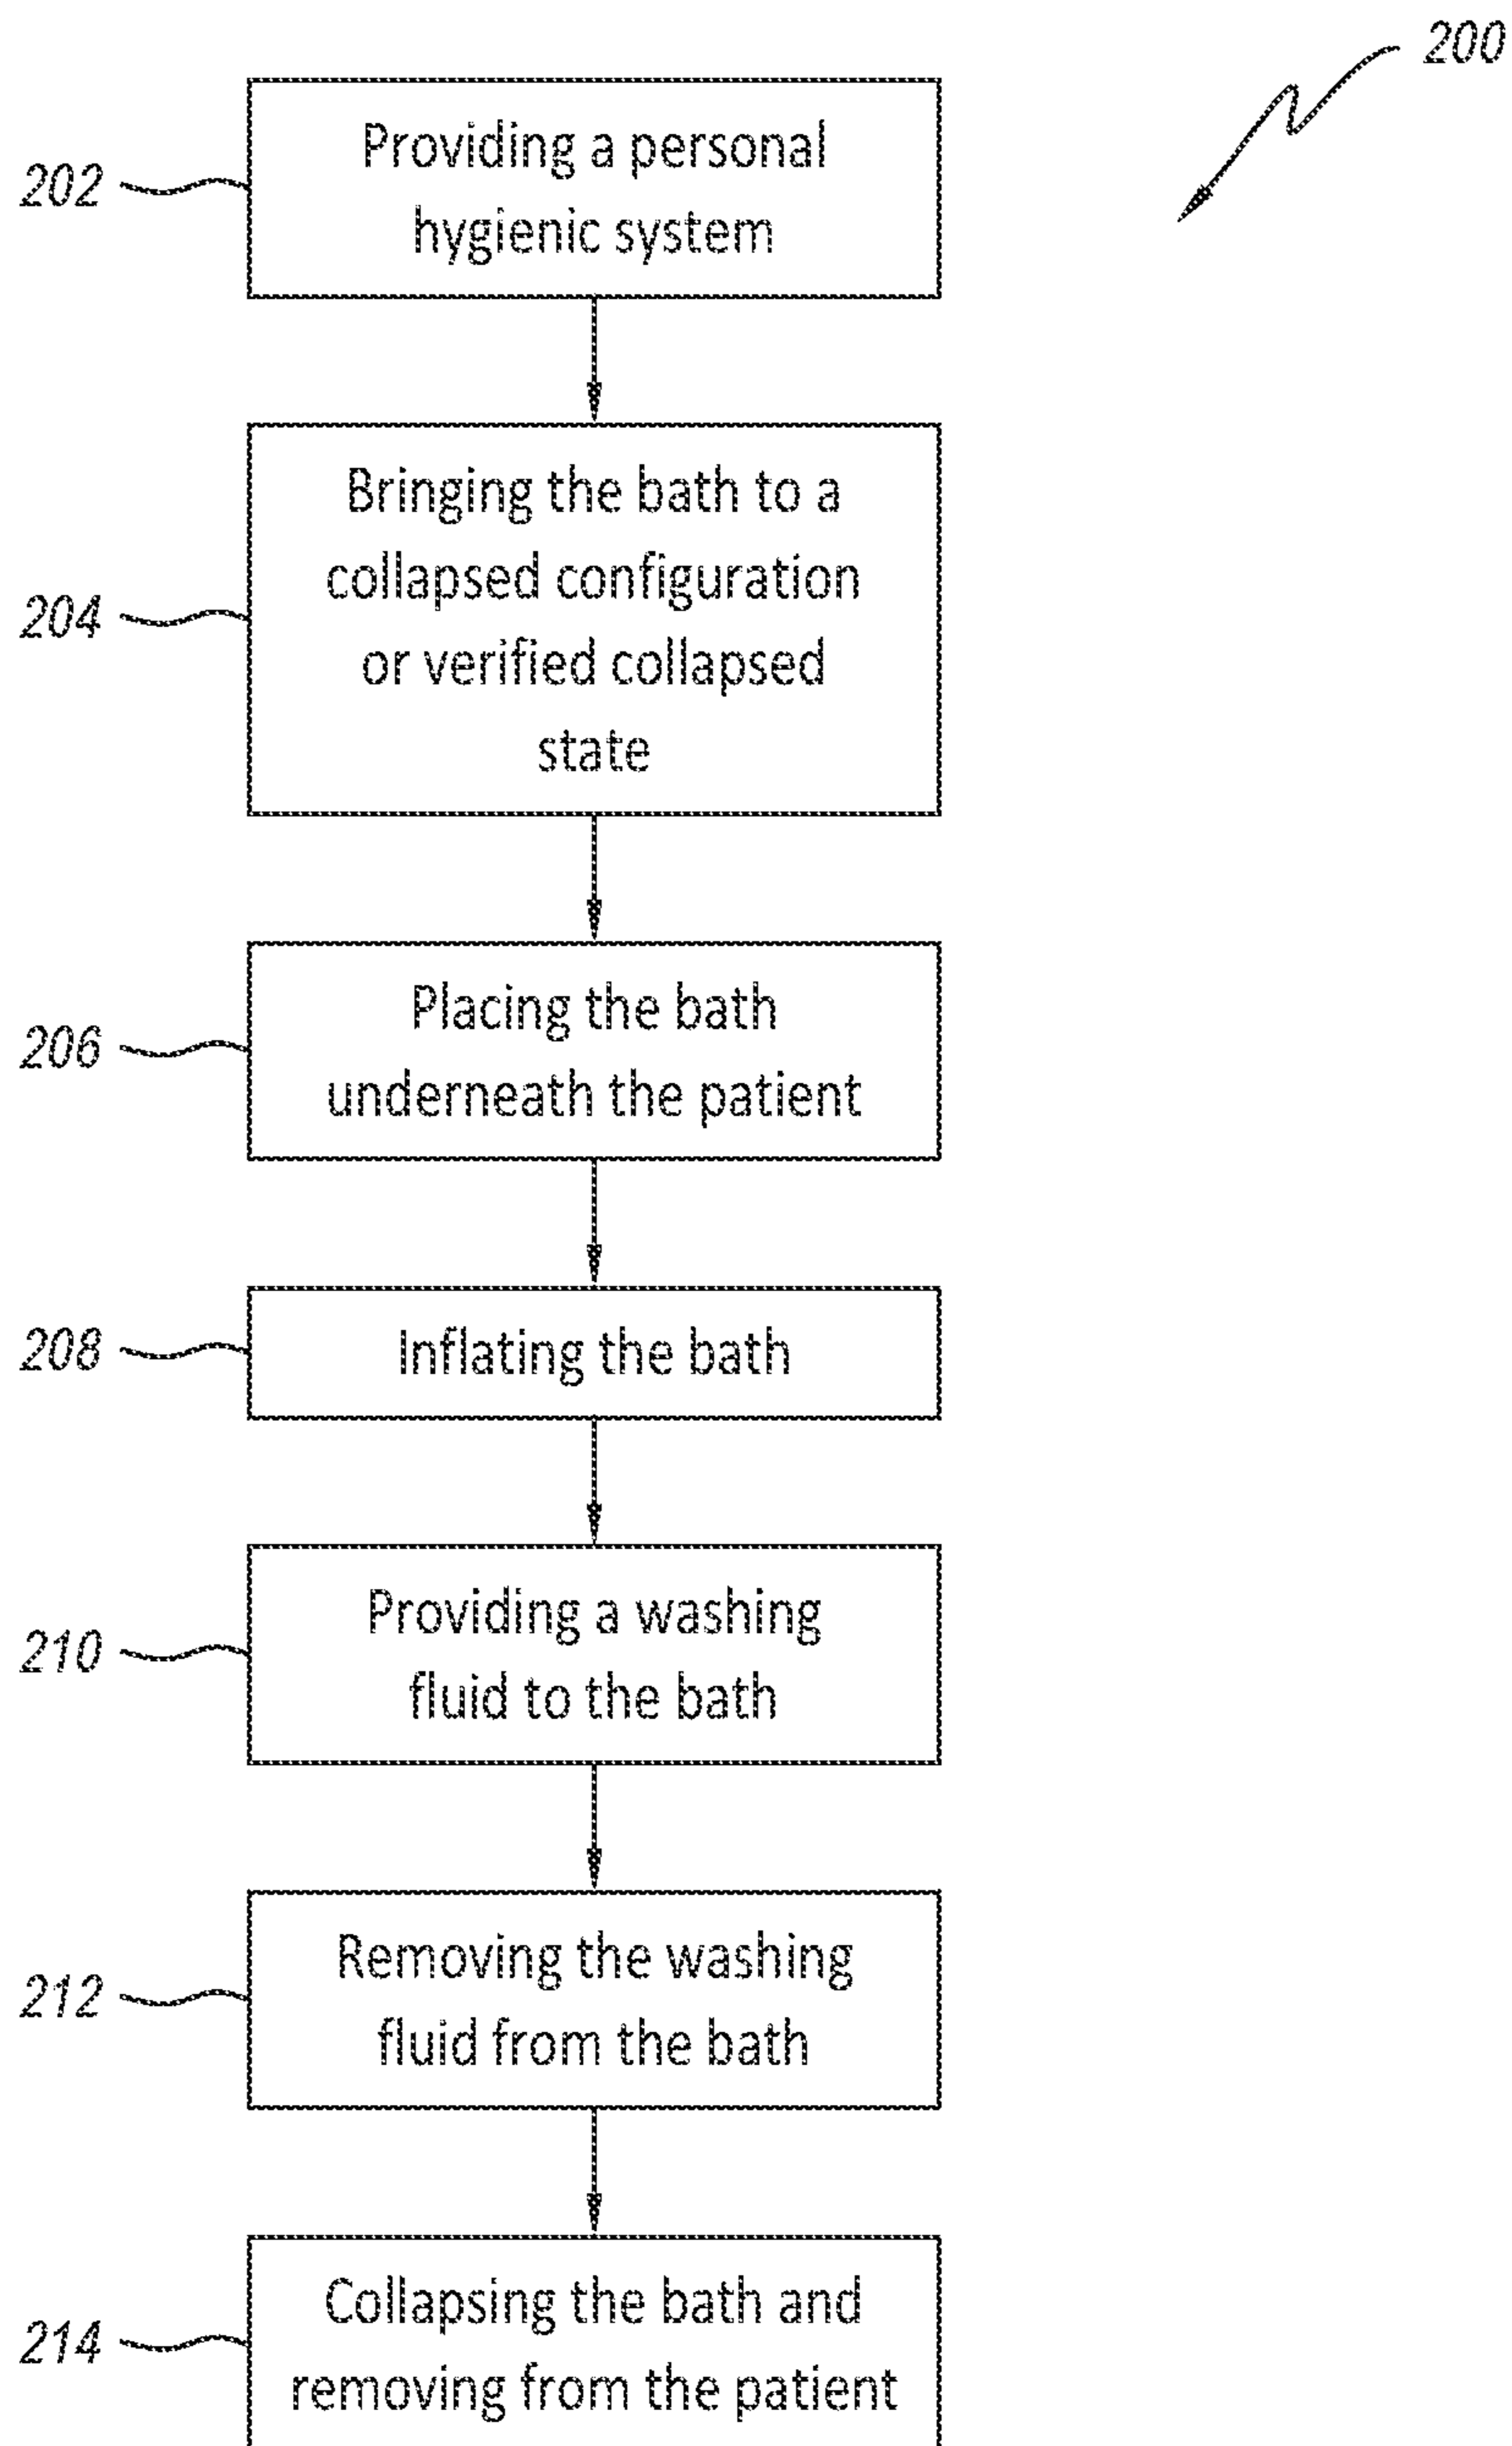 200
202
Providing a personal
hygienic system
204
Bringing the bath to a
collapsed configuration
or verified collapsed
state
206
Placing the bath
underneath the patient
208
Inflating the bath
210
Providing a washing
fluid to the bath
212
Removing the washing
fluid from the bath
214
Collapsing the bath and
removing from the patient